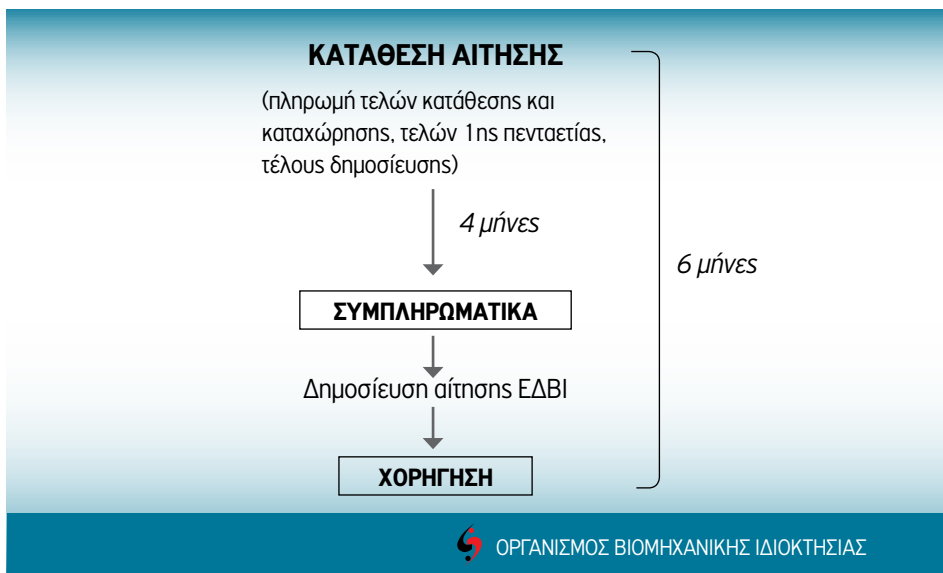 ΚΑΤΑΘΕΣΗ ΑΙΤΗΣΗΣ
(πληρωμή τελών κατάθεσης και
καταχώρησης, τελών 1ης πενταετίας,
τέλους δημοσίευσης)
4 μήνες
6 μήνες
ΣΥΜΠΛΗΡΩΜΑΤΙΚΑ
Δημοσίευση αίτησης ΕΔΒΙ
ΧΟΡΗΓΗΣΗ
ΟΡΓΑΝΙΣΜΟΣ ΒΙΟΜΗΧΑΝΙΚΗΣ ΙΔΙΟΚΤΗΣΙΑΣ